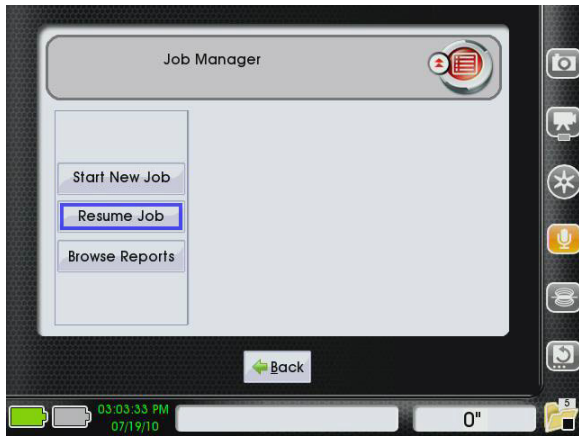 Job Manager
Start New Job
Resume Job
Browse Reports
Back
03:03:33 PM
07/19/10
0"
5